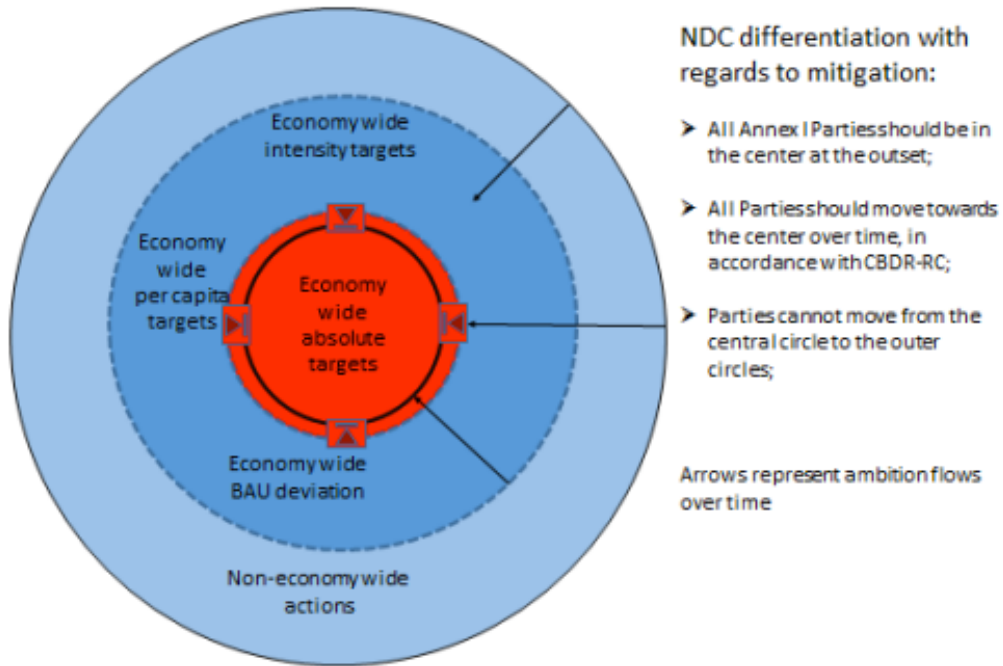 Economy wide
intensity targets
Economy
wide
per capita
targets
Economy
wide
absolute
targets
Economy wide
BAU deviation
Non-economy wide
actions
NDC differentiation with
regards to mitigation:
➤ All Annex I Parties should be in
the center at the outset;
➤ All Parties should move towards
the center over time, in
accordance with CBDR-RC;
➤ Parties cannot move from the
central circle to the outer
circles;
Arrows represent ambition flows
over time